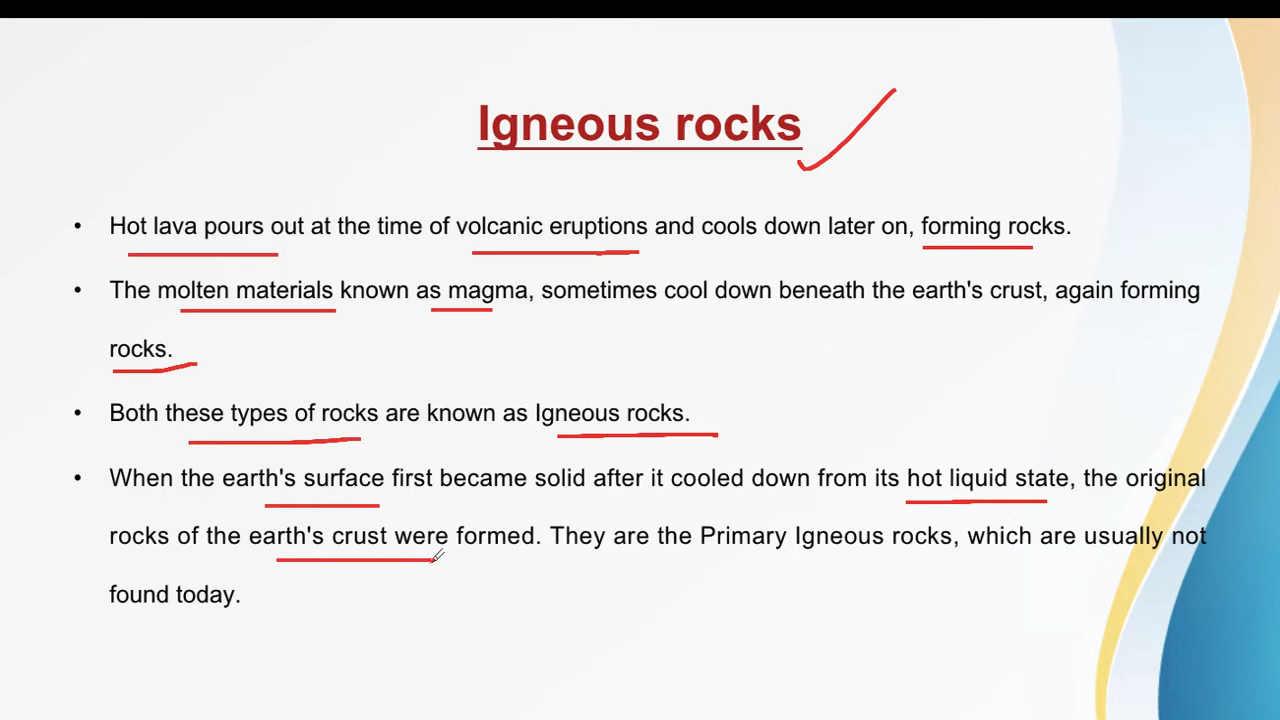 Igneous rocks
• Hot lava pours out at the time of volcanic eruptions and cools down later on, forming rocks.
• The molten materials known as magma, sometimes cool down beneath the earth's crust, again forming
rocks.
• Both these types of rocks are known as Igneous rocks.
• When the earth's surface first became solid after it cooled down from its hot liquid state, the original
rocks of the earth's crust were formed. They are the Primary Igneous rocks, which are usually not
found today.